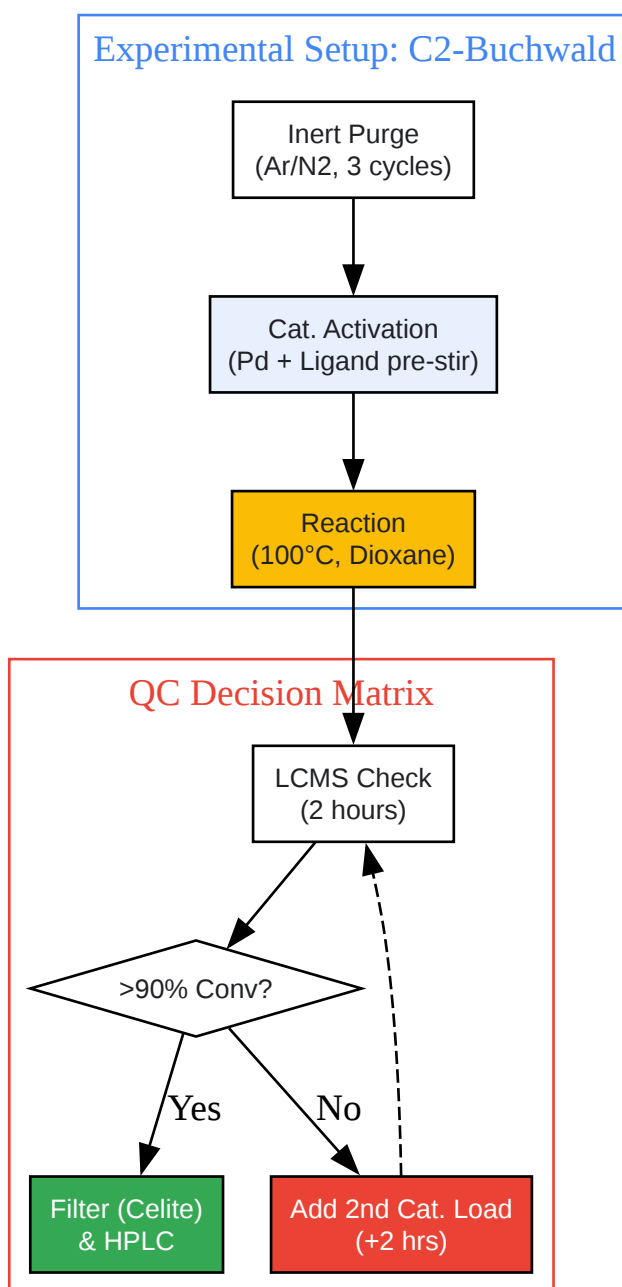 Experimental Setup: C2-Buchwald
Inert Purge
(Ar/N2, 3 cycles)
Cat. Activation
(Pd + Ligand pre-stir)
Reaction
(100°C, Dioxane)
QC Decision Matrix
LCMS Check
(2 hours)
>90% Conv?
Yes
No
Filter (Celite)
& HPLC
Add 2nd Cat. Load
(+2 hrs)